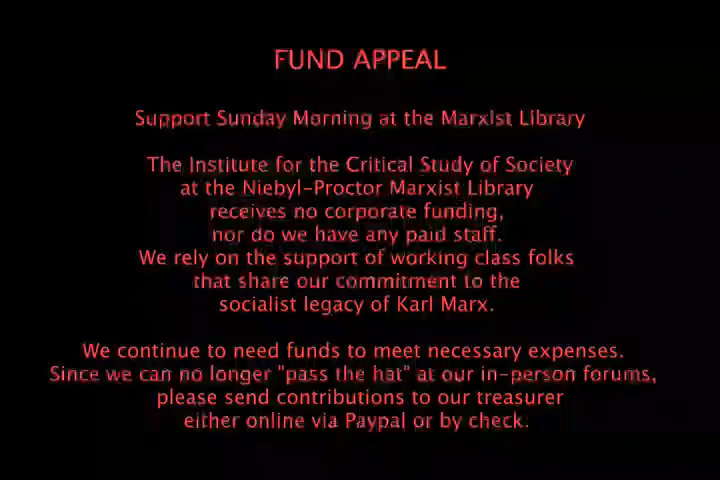 FUND APPEAL
Support Sunday Morning at the Marxist Library
The Institute for the Critical Study of Society
at the Niebyl-Proctor Marxist Library
receives no corporate funding,
nor do we have any paid staff.
We rely on the support of working class folks
that share our commitment to the
socialist legacy of Karl Marx.
We continue to need funds to meet necessary expenses.
Since we can no longer "pass the hat" at our in-person forums,
please send contributions to our treasurer
either online via Paypal or by check.